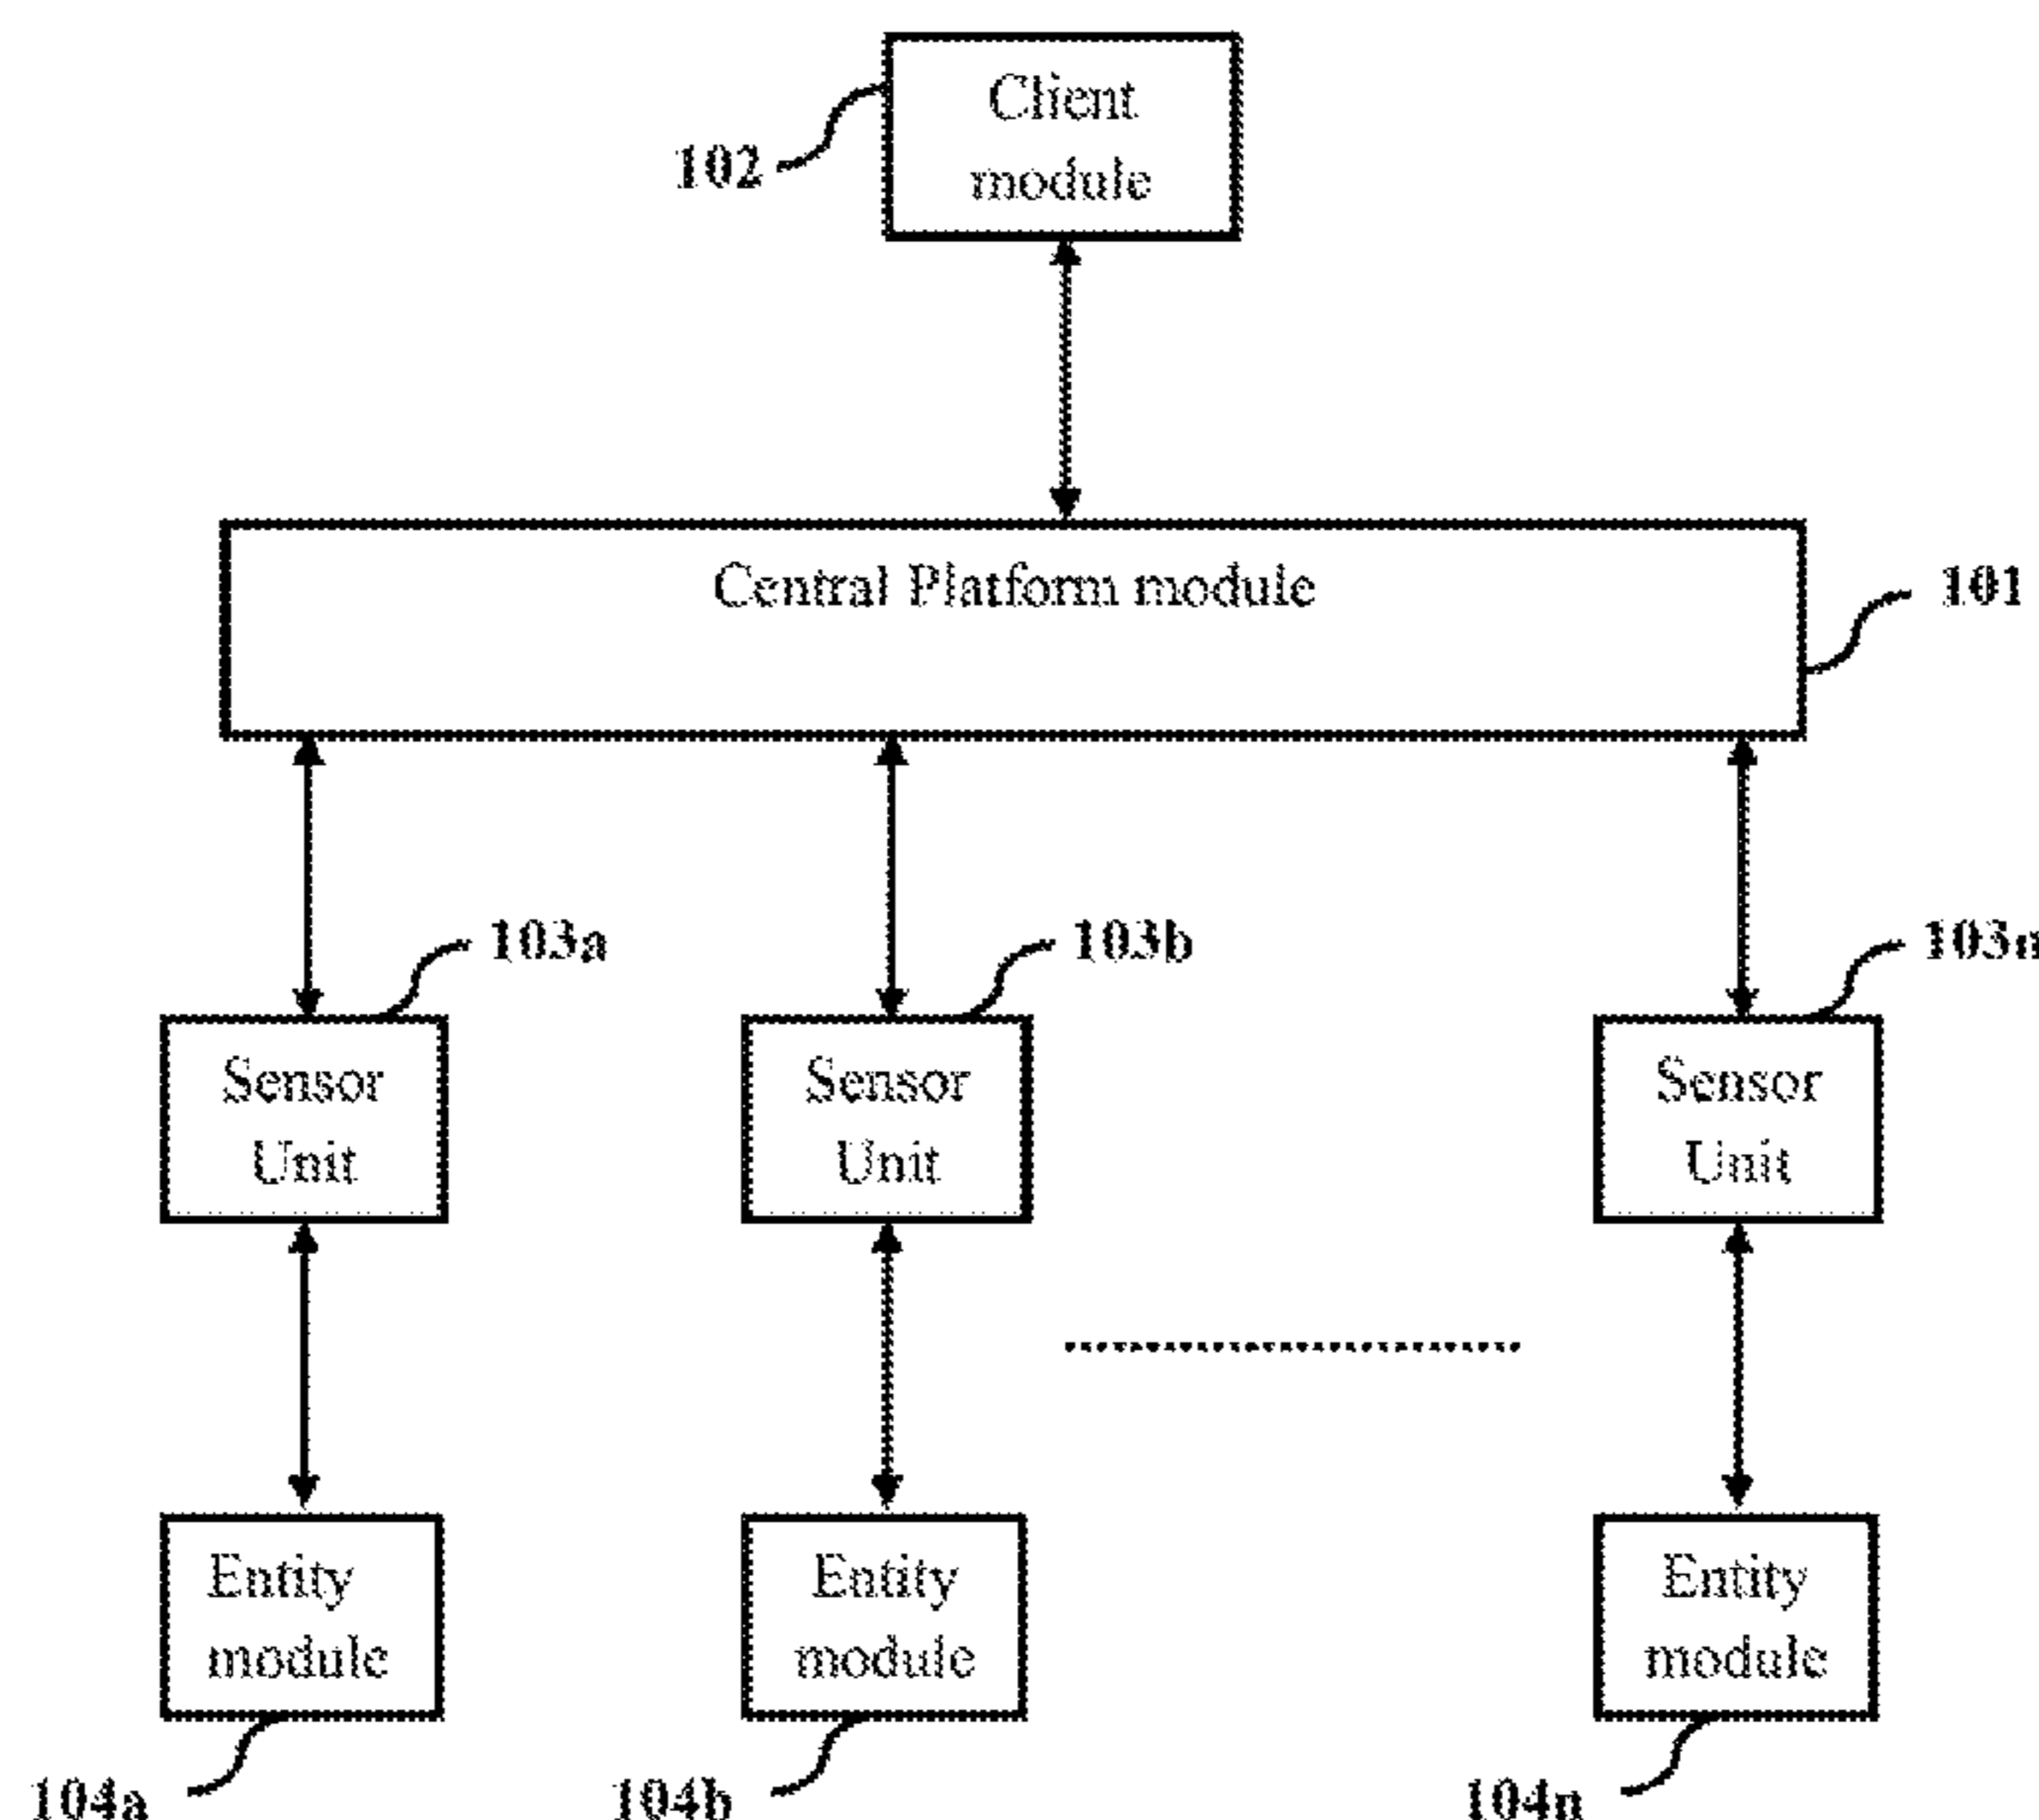 Client
module
102
Central Platform module
101
103a
103b
103n
Sensor
Unit
Sensor
Unit
Sensor
Unit
Entity
module
Entity
module
Entity
module
104a
104b
104n